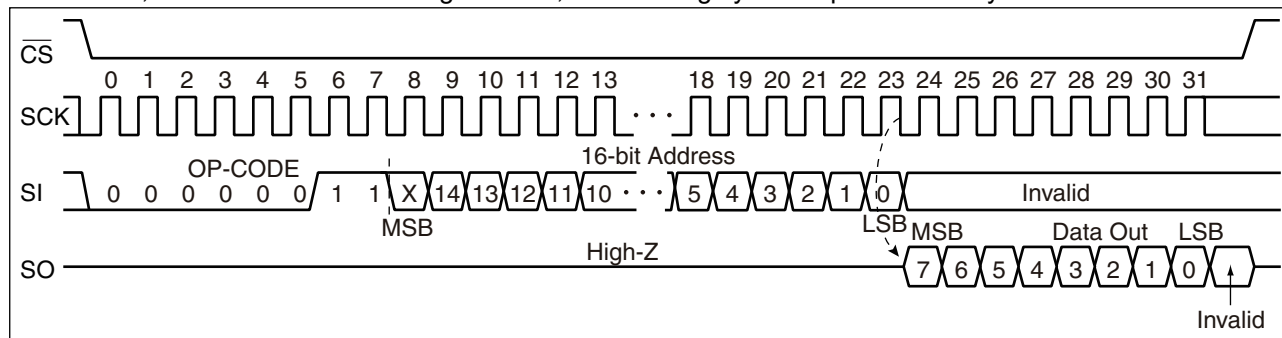 CS
0 1 2 3 4 5 6 7 8 9 10 11 12 13 18 19 20 21 22 23 24 25 26 27 28 29 30 31
SCK
···
OP-CODE 16-bit Address
SI 0 0 0 0 0 0 1 1 X 14 13 12 11 10 ··· 5 4 3 2 1 0 Invalid
MSB LSB MSB Data Out LSB
High-Z
SO 7 6 5 4 3 2 1 0
Invalid